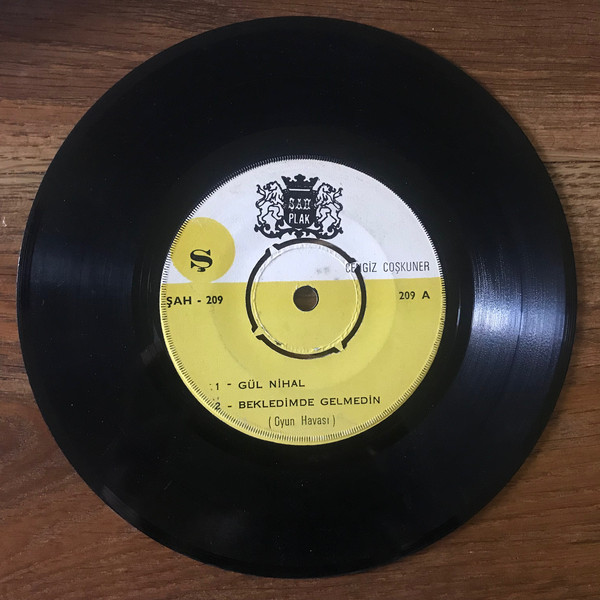 ŞAH
PLAK
Ş
CENGİZ COŞKUNER
ŞAH - 209
209 A
1 - GÜL NİHAL
2 - BEKLEDİMDE GELMEDİN
(Oyun Havası)